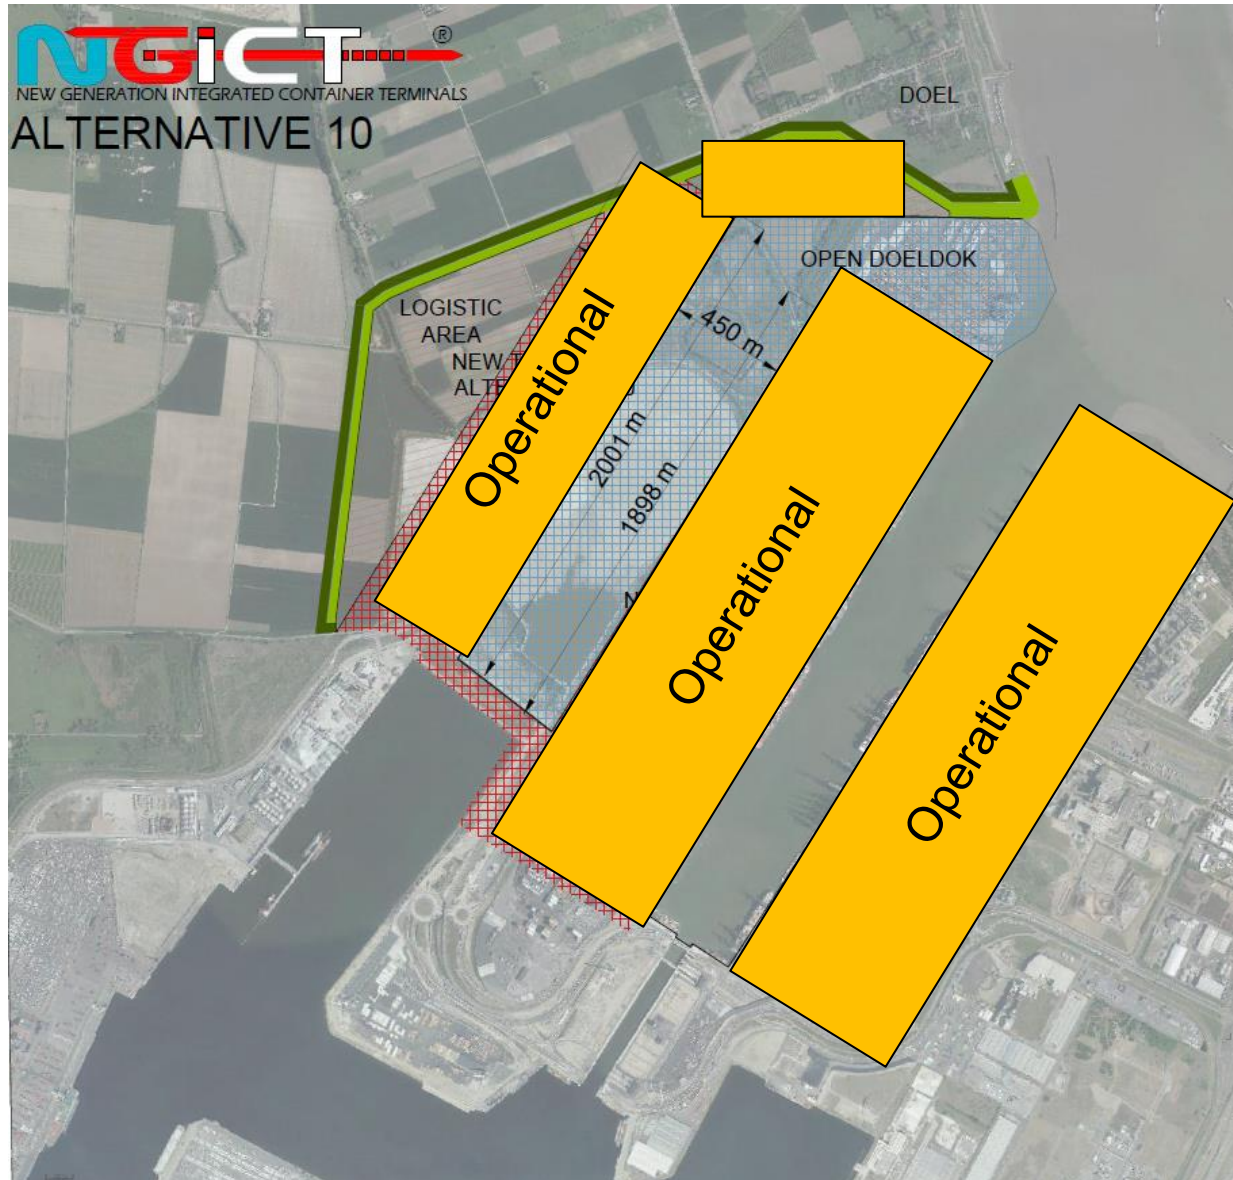 NGICT ®
NEW GENERATION INTEGRATED CONTAINER TERMINALS
ALTERNATIVE 10
DOEL
OPEN DOELDOK
LOGISTIC
AREA
NEW
450 m
2001 m
1898 m
Operational
Operational
Operational